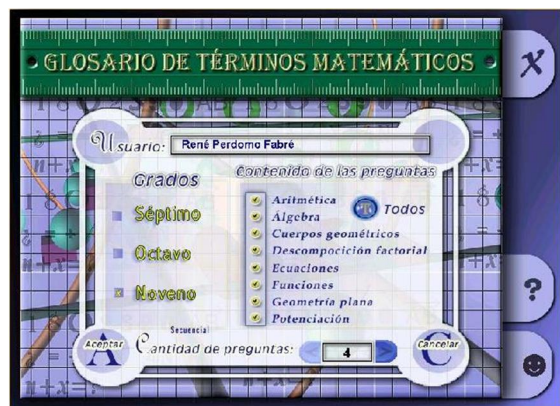 GLOSARIO DE TÉRMINOS MATEMÁTICOS
X
Usuario: René Perdomo Fabré
Grados
Contenido de las preguntas
Séptimo
Octavo
Noveno
Aritmética
Álgebra
Todos
Cuerpos geométricos
Descompocición factorial
Ecuaciones
Funciones
Geometría plana
Potenciación
?
Secuencial
Aceptar
A
Cantidad de preguntas: < 4 >
Cancelar
C